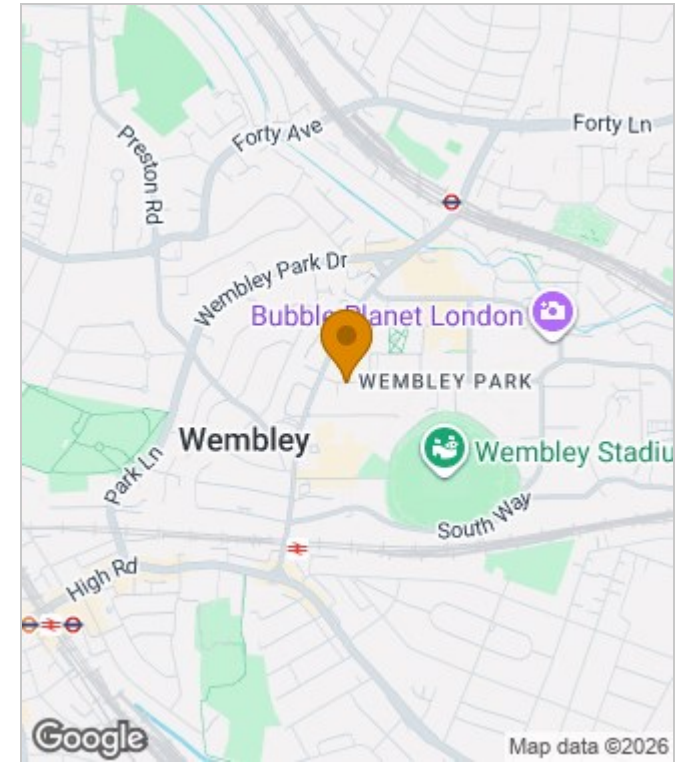 Forty Ave
Forty Ln
Preston Rd
Wembley Park Dr
Bubble Planet London
WEMBLEY PARK
Wembley
Wembley Stadiu
Park Ln
South Way
High Rd
Google
Map data ©2026